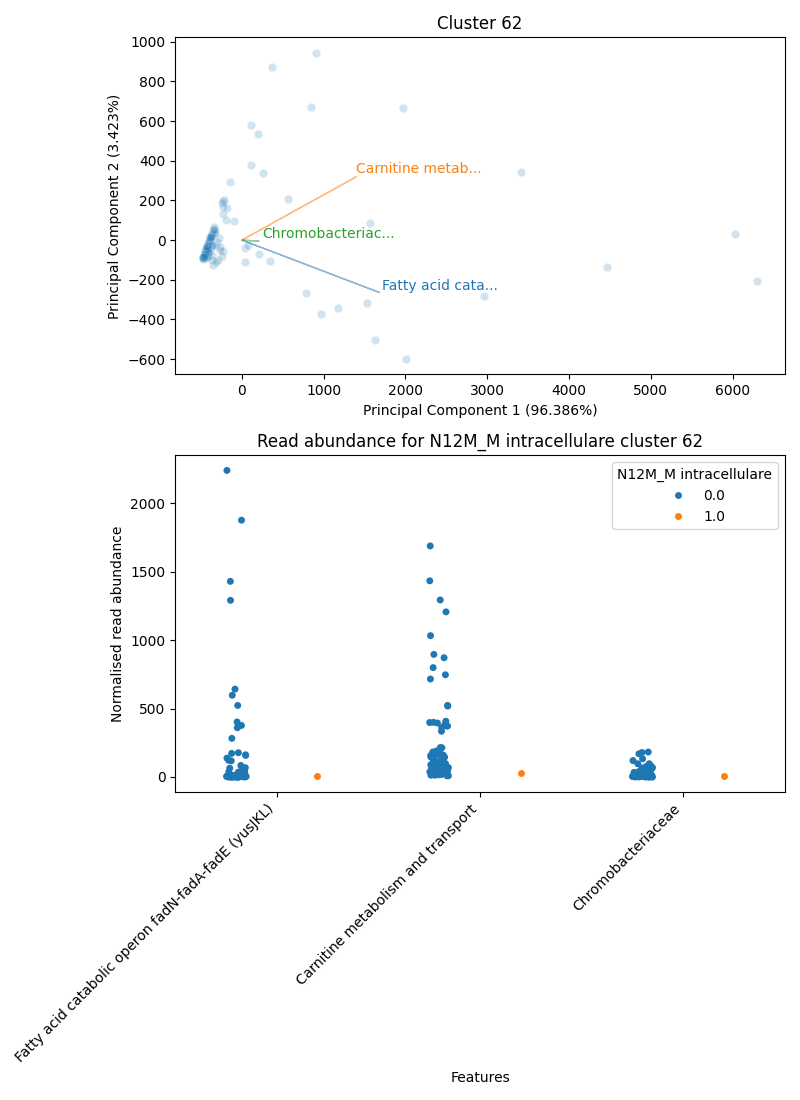 Cluster 62
1000
800
600
400
200
0
−200
−400
−600
Principal Component 2 (3.423%)
Carnitine metab...
Chromobacteriac...
Fatty acid cata...
0
1000
2000
3000
4000
5000
6000
Principal Component 1 (96.386%)
Read abundance for N12M_M intracellulare cluster 62
N12M_M intracellulare
0.0
1.0
2000
1500
1000
500
0
Normalised read abundance
Fatty acid catabolic operon fadN-fadA-fadE (yusJKL)
Carnitine metabolism and transport
Chromobacteriaceae
Features